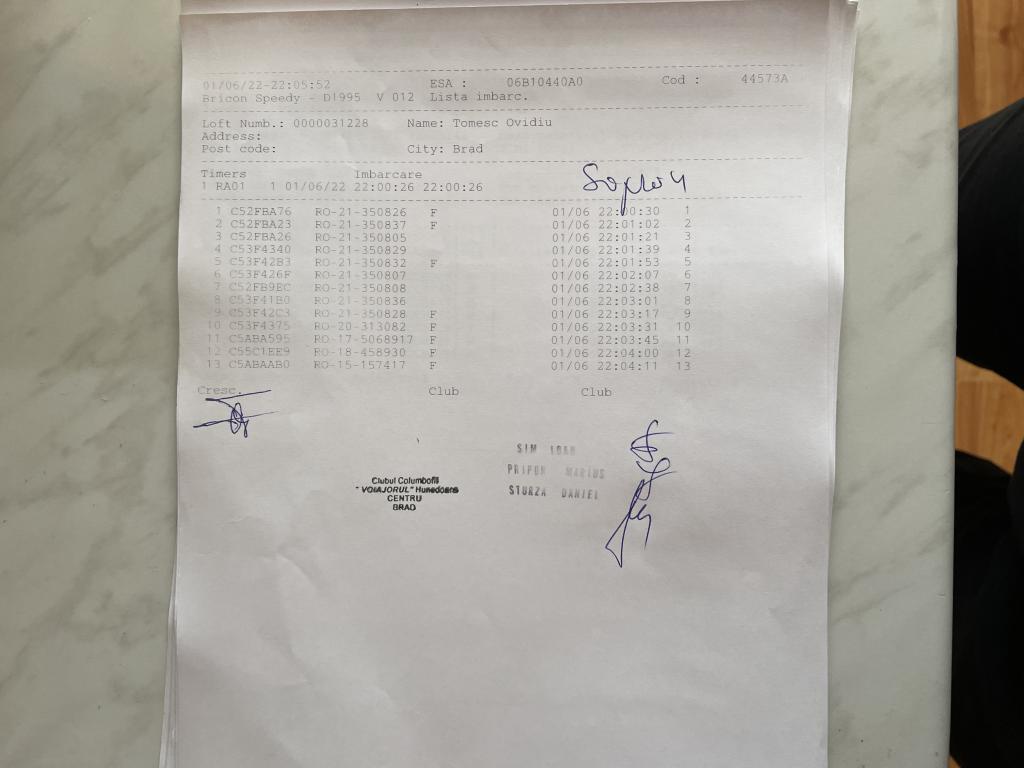 01/06/22-22:05:52 ESA : 06B10440A0 Cod : 44573A
Bricon Speedy - D1995 V 012 Lista imbarc.
Loft Numb.: 0000031228 Name: Tomesc Ovidiu
Address:
Post code: City: Brad
Timers Imbarcare
1 RA01 1 01/06/22 22:00:26 22:00:26
1 C52FBA76 RO-21-350826 F 01/06 22:00:30 1
2 C52FBA23 RO-21-350837 F 01/06 22:01:02 2
3 C52FBA26 RO-21-350805 01/06 22:01:21 3
4 C53F4340 RO-21-350829 01/06 22:01:39 4
5 C53F42B3 RO-21-350832 F 01/06 22:01:53 5
6 C53F426F RO-21-350807 01/06 22:02:07 6
7 C52FB9EC RO-21-350808 01/06 22:02:38 7
8 C53F41B0 RO-21-350836 01/06 22:03:01 8
9 C53F42C3 RO-21-350828 F 01/06 22:03:17 9
10 C53F4375 RO-20-313082 F 01/06 22:03:31 10
11 C5ABA595 RO-17-5068917 F 01/06 22:03:45 11
12 C55C1EE9 RO-18-458930 F 01/06 22:04:00 12
13 C5ABAAB0 RO-15-157417 F 01/06 22:04:11 13
Cresc. Club Club
Clubul Columbofil
"VOIAJORUL" Hunedoara
CENTRU
BRAD
SIM IOAN
PRIPON MARIUS
STURZA DANIEL